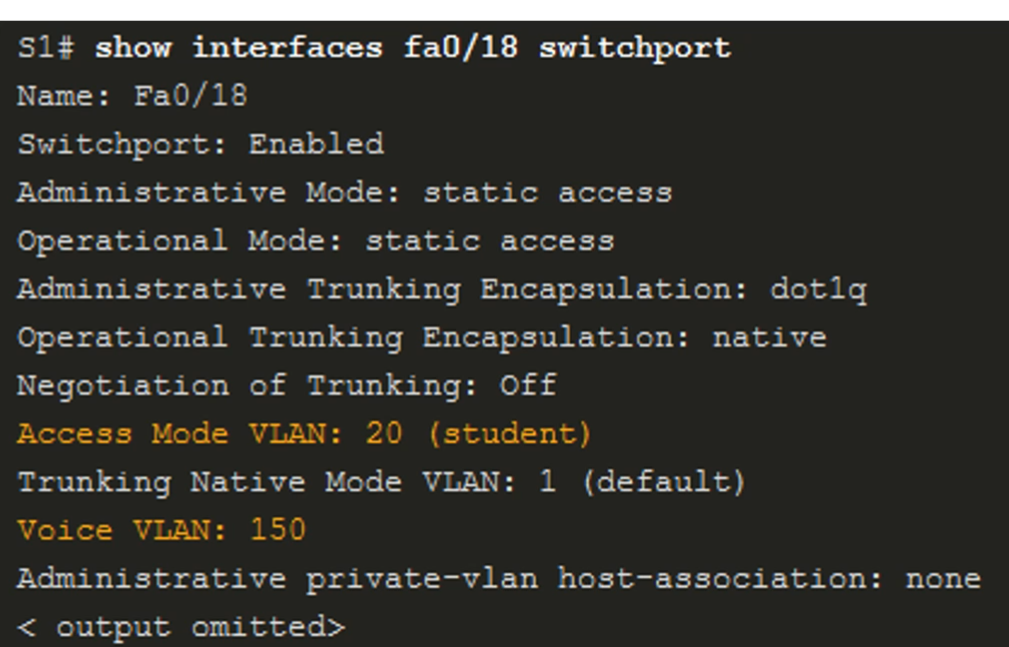 S1# show interfaces fa0/18 switchport
Name: Fa0/18
Switchport: Enabled
Administrative Mode: static access
Operational Mode: static access
Administrative Trunking Encapsulation: dot1q
Operational Trunking Encapsulation: native
Negotiation of Trunking: Off
Access Mode VLAN: 20 (student)
Trunking Native Mode VLAN: 1 (default)
Voice VLAN: 150
Administrative private-vlan host-association: none
< output omitted>